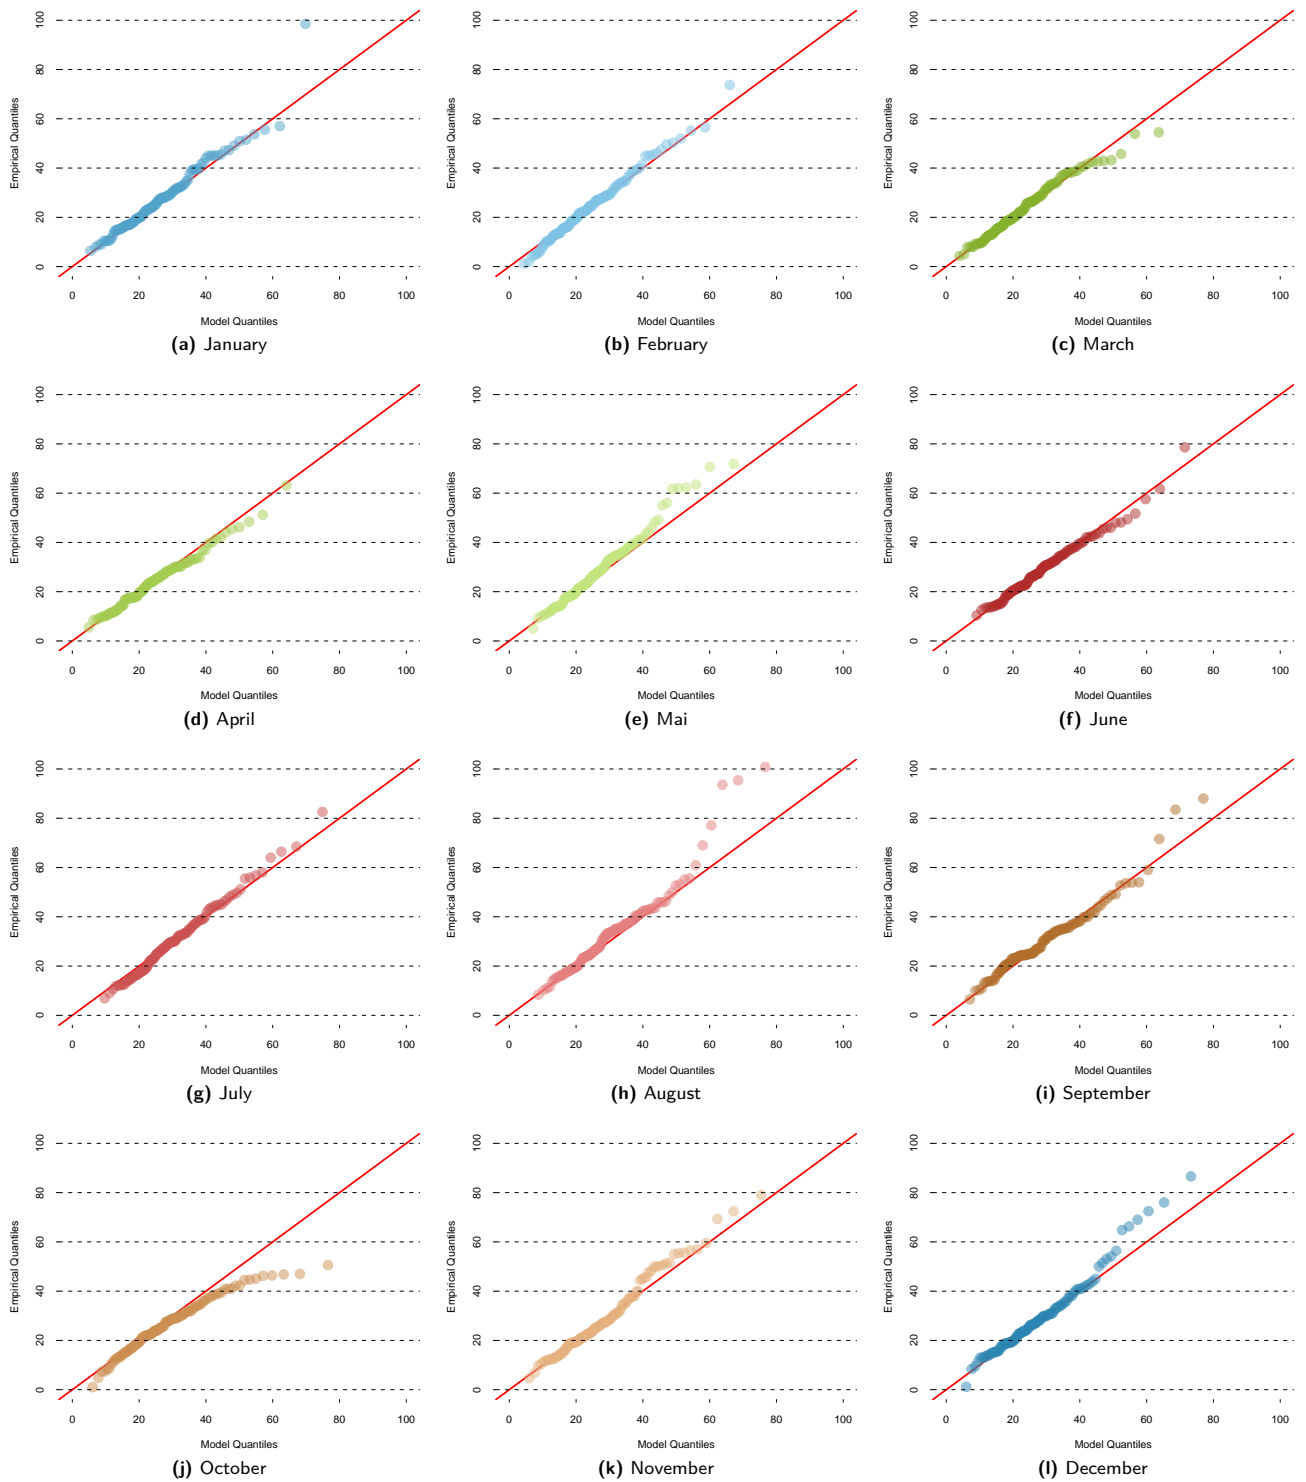 Empirical Quantiles
100
80
60
40
20
0
0 20 40 60 80 100
Model Quantiles
(a) January
Empirical Quantiles
100
80
60
40
20
0
0 20 40 60 80 100
Model Quantiles
(b) February
Empirical Quantiles
100
80
60
40
20
0
0 20 40 60 80 100
Model Quantiles
(c) March
Empirical Quantiles
100
80
60
40
20
0
0 20 40 60 80 100
Model Quantiles
(d) April
Empirical Quantiles
100
80
60
40
20
0
0 20 40 60 80 100
Model Quantiles
(e) Mai
Empirical Quantiles
100
80
60
40
20
0
0 20 40 60 80 100
Model Quantiles
(f) June
Empirical Quantiles
100
80
60
40
20
0
0 20 40 60 80 100
Model Quantiles
(g) July
Empirical Quantiles
100
80
60
40
20
0
0 20 40 60 80 100
Model Quantiles
(h) August
Empirical Quantiles
100
80
60
40
20
0
0 20 40 60 80 100
Model Quantiles
(i) September
Empirical Quantiles
100
80
60
40
20
0
0 20 40 60 80 100
Model Quantiles
(j) October
Empirical Quantiles
100
80
60
40
20
0
0 20 40 60 80 100
Model Quantiles
(k) November
Empirical Quantiles
100
80
60
40
20
0
0 20 40 60 80 100
Model Quantiles
(l) December